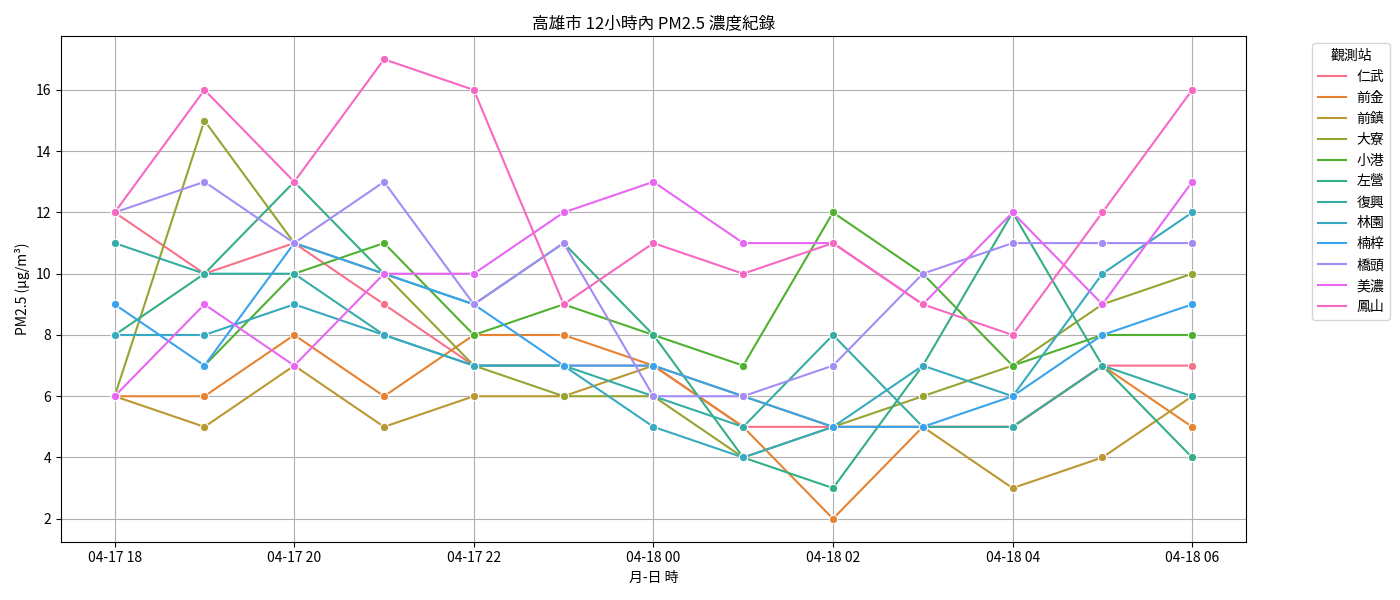 高雄市 12小時內 PM2.5 濃度紀錄
觀測站
仁武
前金
前鎮
大寮
小港
左營
復興
林園
楠梓
橋頭
美濃
鳳山
PM2.5 (μg/m³)
16
14
12
10
8
6
4
2
04-17 18
04-17 20
04-17 22
04-18 00
04-18 02
04-18 04
04-18 06
月-日 時